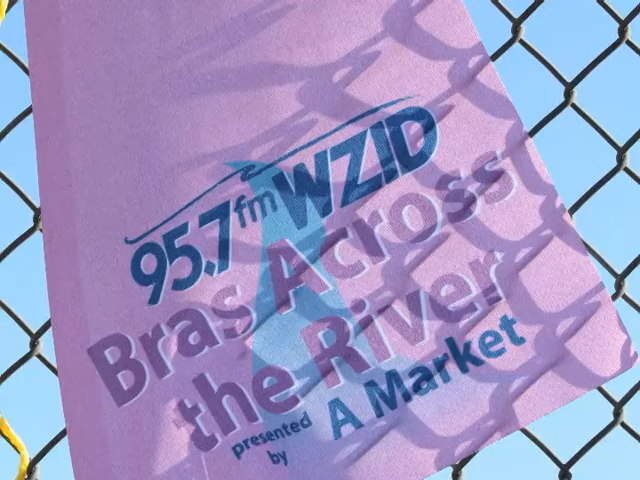 95.7fm WZID
Bras Across
the River
presented
by
A Market